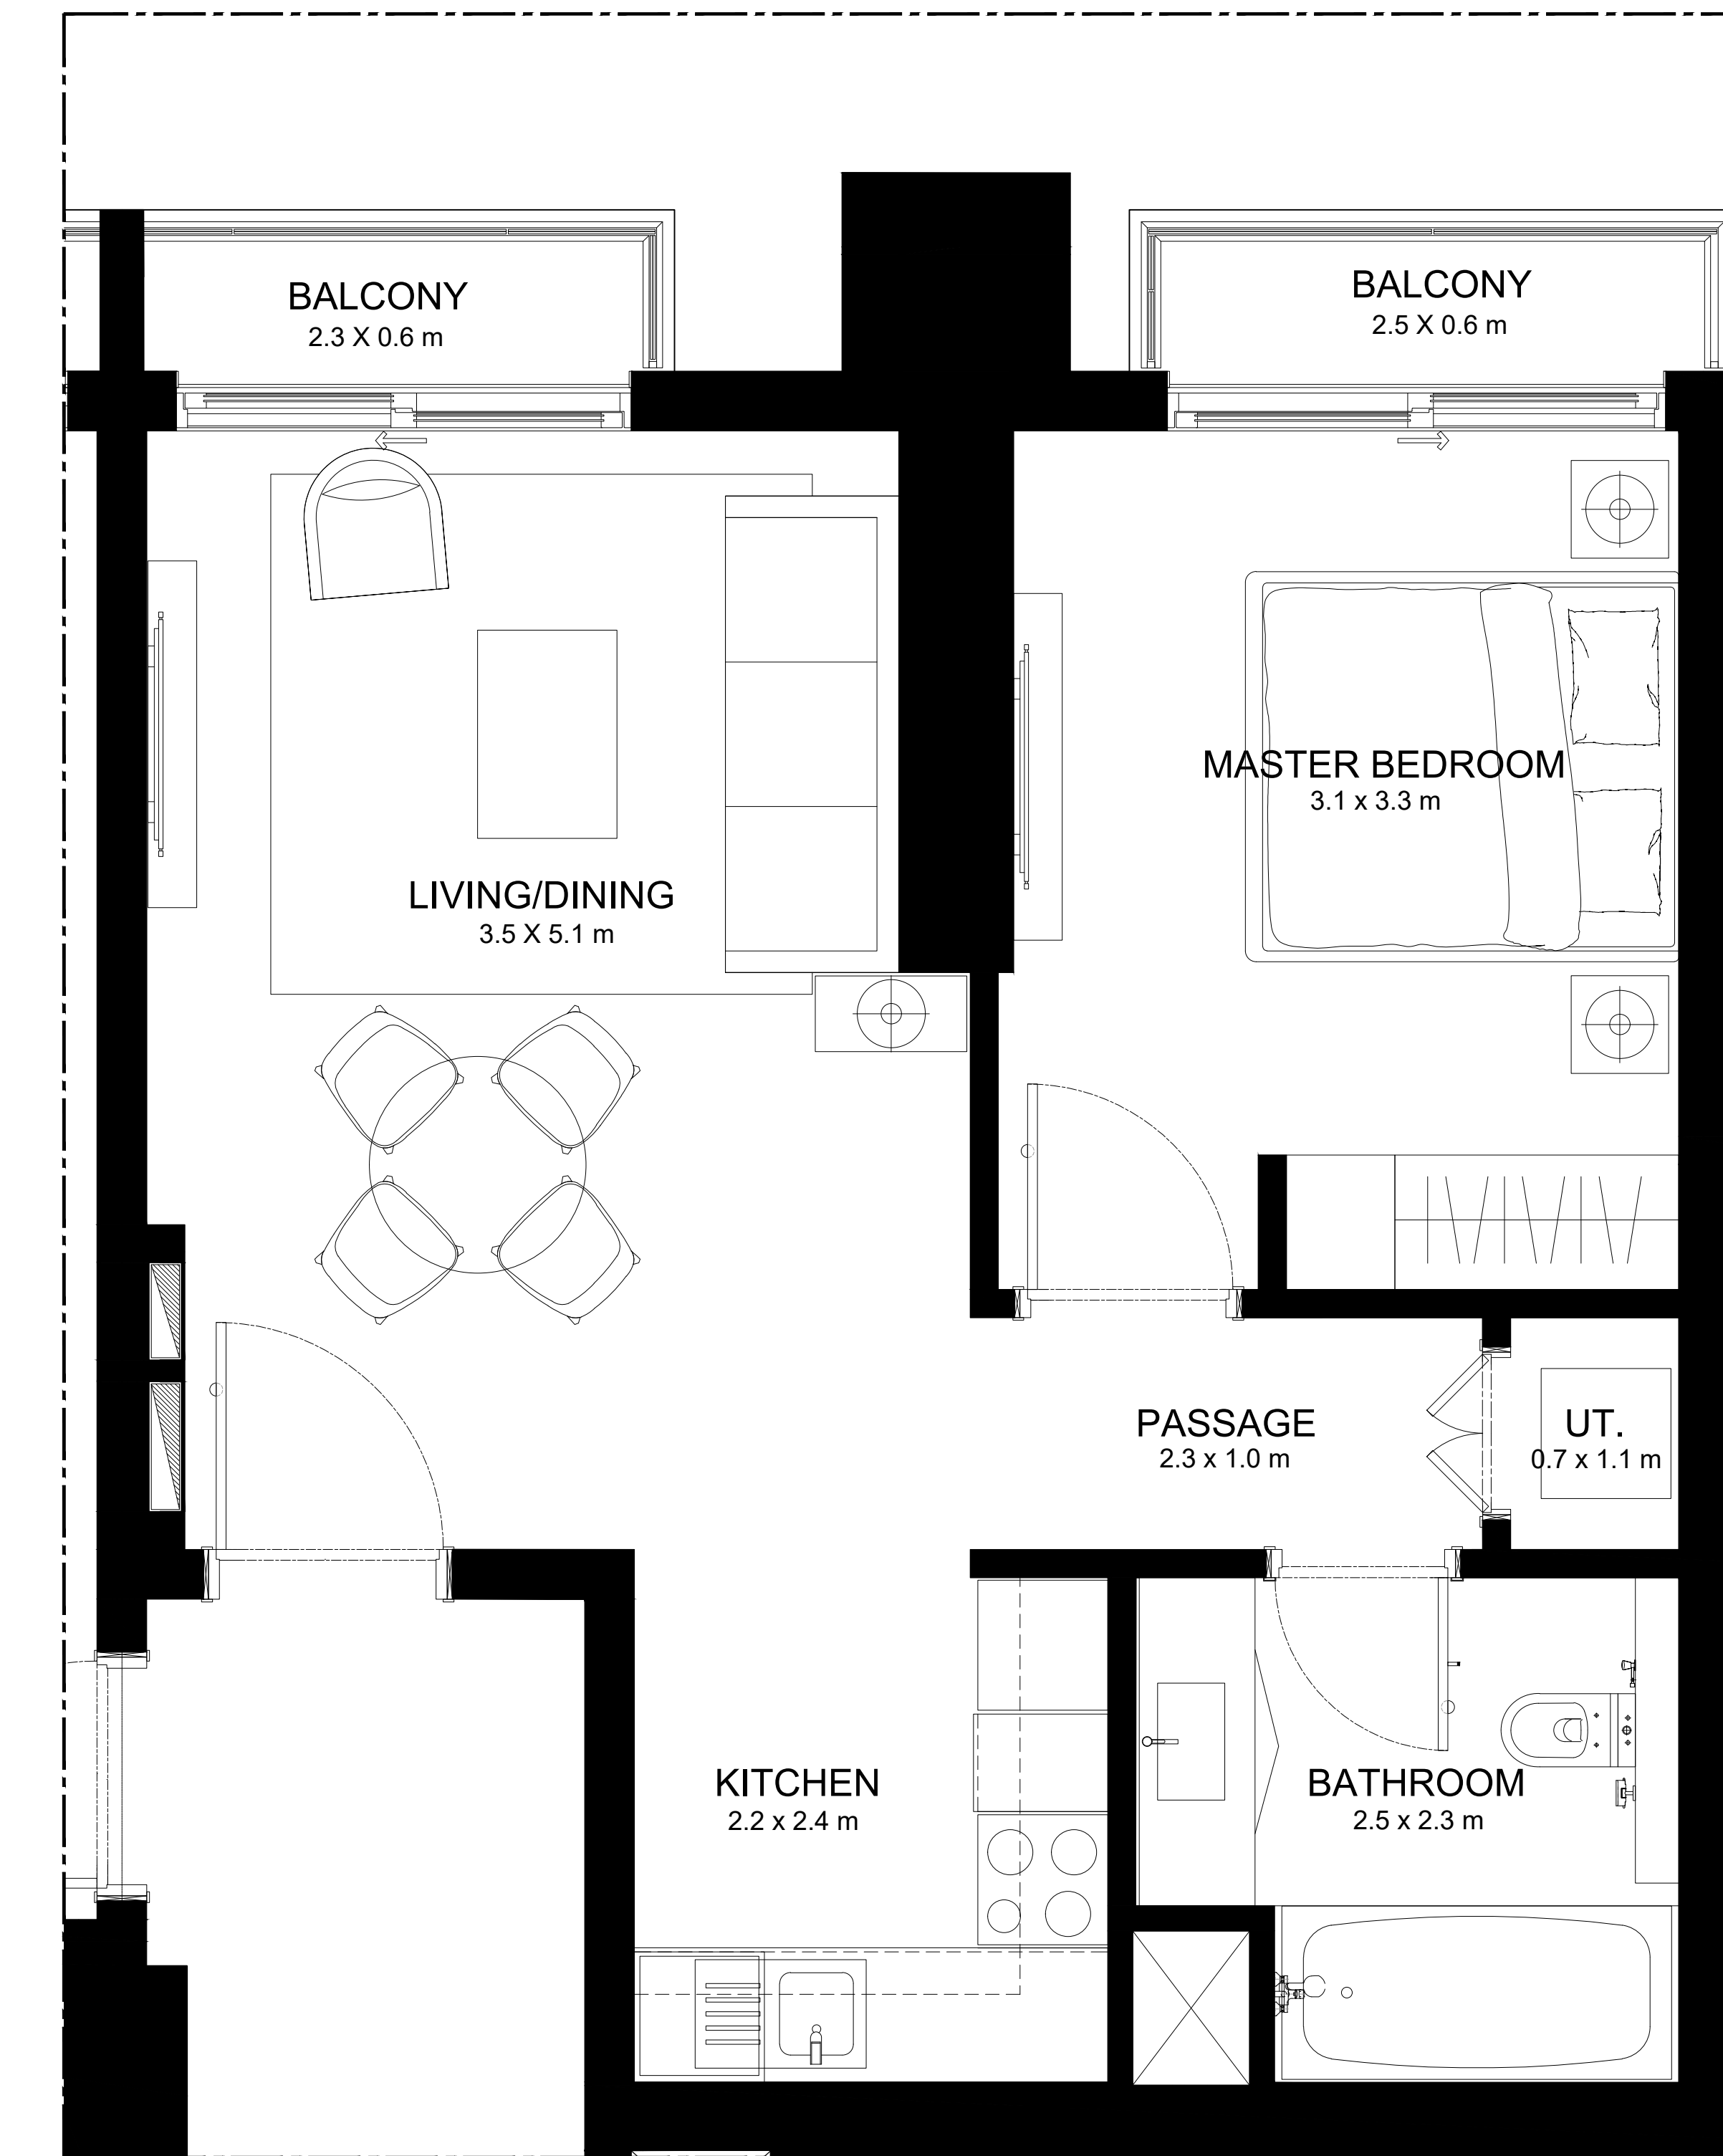 BALCONY
2.3 X 0.6 m
BALCONY
2.5 X 0.6 m
MASTER BEDROOM
3.1 x 3.3 m
LIVING/DINING
3.5 X 5.1 m
PASSAGE
2.3 x 1.0 m
UT.
0.7 x 1.1 m
KITCHEN
2.2 x 2.4 m
BATHROOM
2.5 x 2.3 m